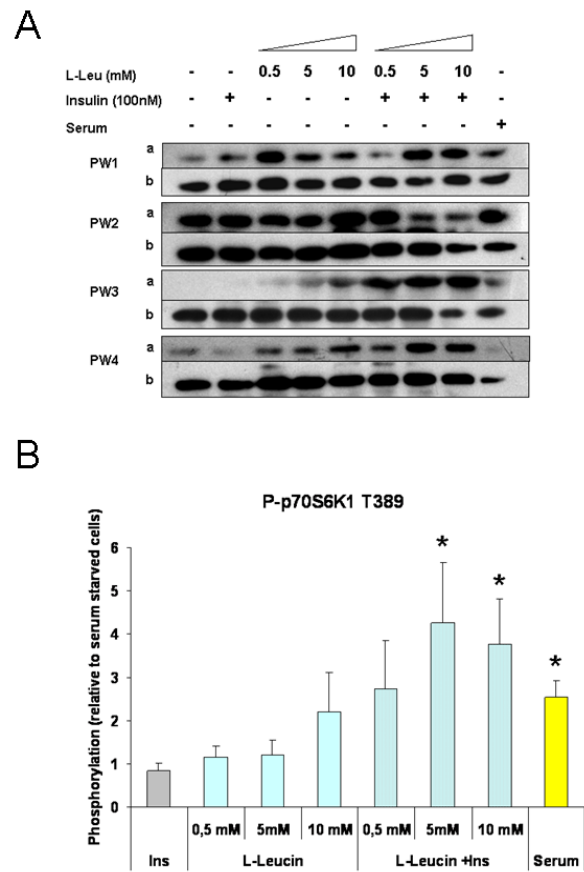 A
L-Leu (mM) - - 0.5 5 10 0.5 5 10 -
Insulin (100nM) - + - - - + + + -
Serum - - - - - - - - +
PW1 a
b
PW2 a
b
PW3 a
b
PW4 a
b
B
P-p70S6K1 T389
Phosphorylation (relative to serum starved cells)
6
5
4
3
2
1
0
* * *
0,5 mM 5mM 10 mM 0,5 mM 5mM 10 mM
Ins L-Leucin L-Leucin +Ins Serum